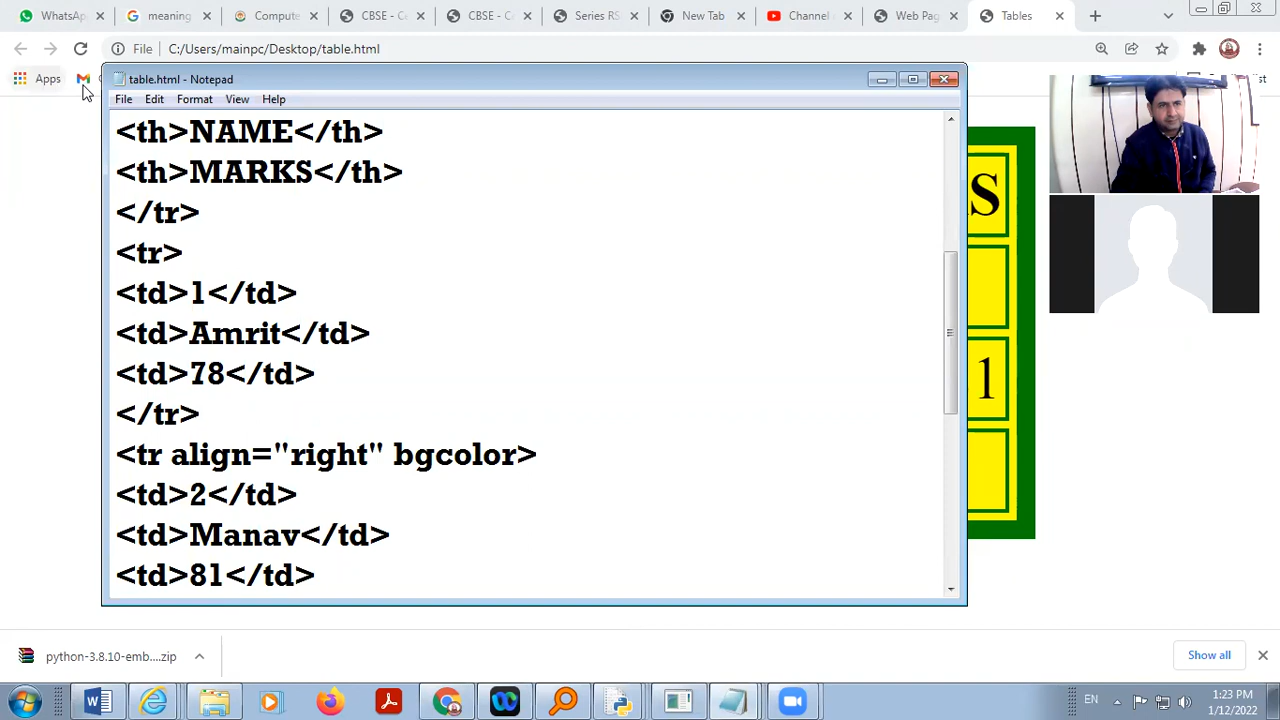 WhatsAp
meaning
Compute
CBSE - C
CBSE - 
Series RS
New Tab
Channel
Web Pag
Tables
File
C:/Users/mainpc/Desktop/table.html
Apps
table.html - Notepad
File Edit Format View Help
<th>NAME</th>
<th>MARKS</th>
</tr>
<tr>
<td>1</td>
<td>Amrit</td>
<td>78</td>
</tr>
<tr align="right" bgcolor>
<td>2</td>
<td>Manav</td>
<td>81</td>
S
1
python-3.8.10-emb....zip
Show all
EN
1:23 PM
1/12/2022